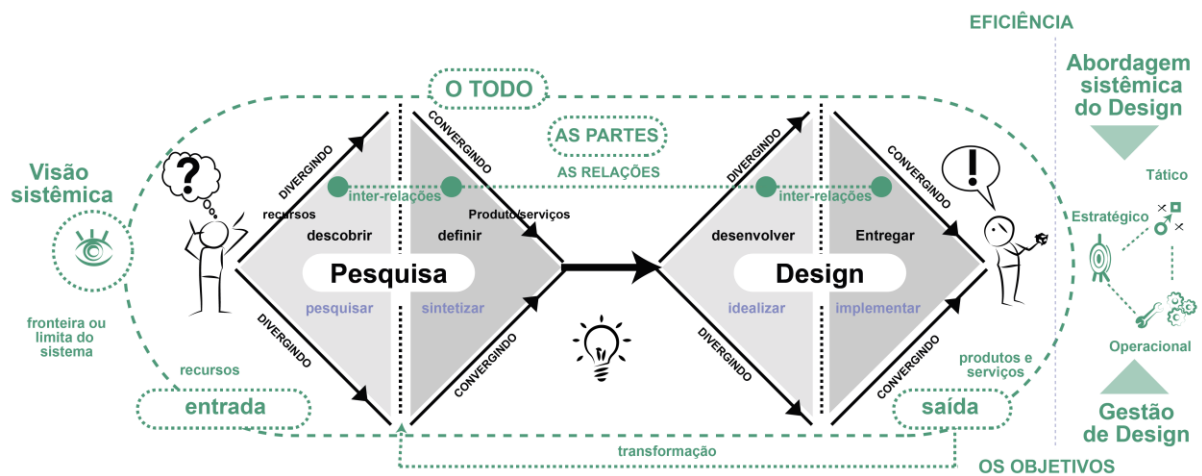 EFICIÊNCIA
Abordagem
sistêmica
do Design
O TODO
AS PARTES
AS RELAÇÕES
Visão
sistêmica
?
DIVERGINDO
CONVERGINDO
DIVERGINDO
CONVERGINDO
!
Tático
Estratégico
inter-relações
inter-relações
recursos
Produto/serviços
descobrir
definir
desenvolver
Entregar
Pesquisa
Design
pesquisar
sintetizar
idealizar
implementar
fronteira ou
limita do
sistema
DIVERGINDO
CONVERGINDO
DIVERGINDO
CONVERGINDO
Operacional
recursos
produtos e
serviços
entrada
saída
Gestão
de Design
transformação
OS OBJETIVOS